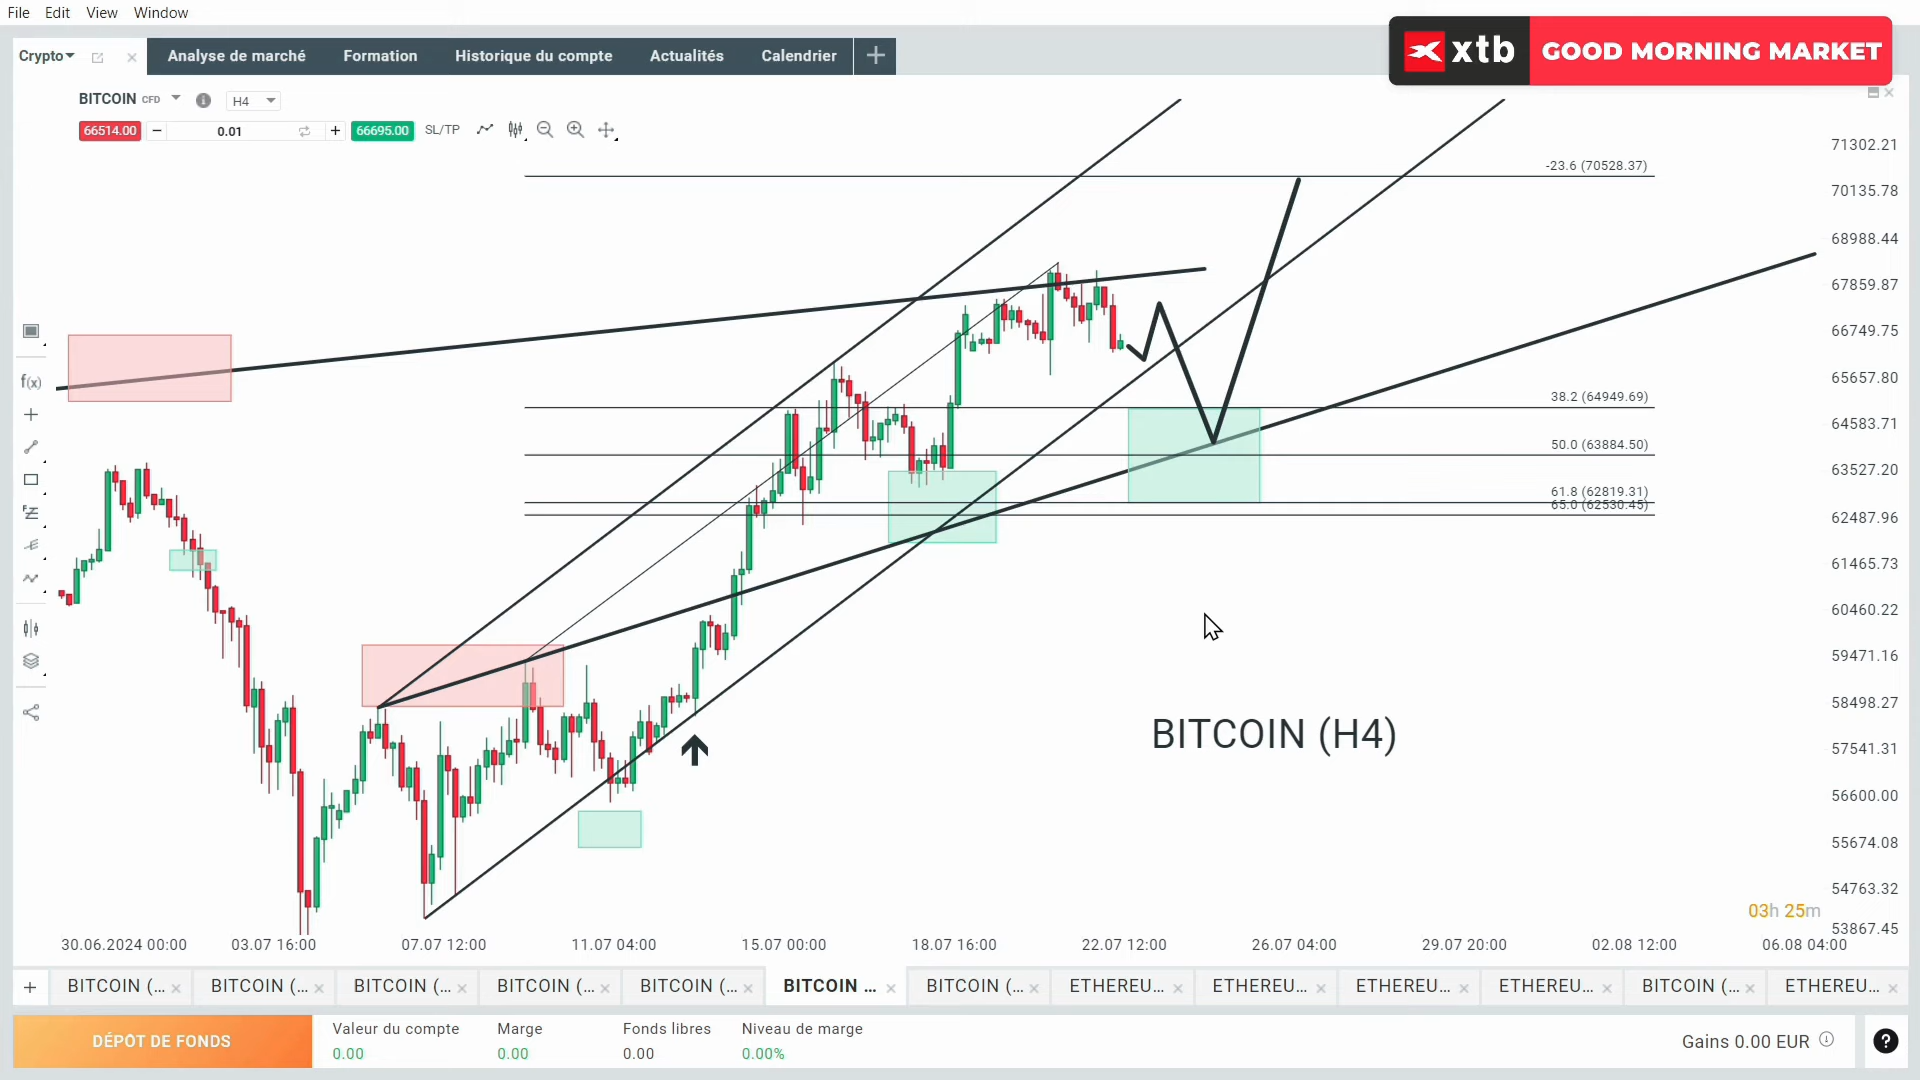 File Edit View Window
xtb GOOD MORNING MARKET
Crypto Analyse de marché Formation Historique du compte Actualités Calendrier
BITCOIN CFD H4
66514.00 0.01 66695.00 SL/TP
71302.21
-23.6 (70528.37)
70135.78
68988.44
67859.87
66749.75
f(x)
65657.80
38.2 (64949.69)
64583.71
50.0 (63884.50)
63527.20
61.8 (62819.31)
65.0 (62530.45)
62487.96
61465.73
60460.22
59471.16
58498.27
BITCOIN (H4)
57541.31
56600.00
55674.08
54763.32
03h 25m
53867.45
30.06.2024 00:00 03.07 16:00 07.07 12:00 11.07 04:00 15.07 00:00 18.07 16:00 22.07 12:00 26.07 04:00 29.07 20:00 02.08 12:00 06.08 04:00
BITCOIN (... BITCOIN (... BITCOIN (... BITCOIN (... BITCOIN (... BITCOIN ... BITCOIN (... ETHEREU... ETHEREU... ETHEREU... ETHEREU... BITCOIN (... ETHEREU...
DÉPÔT DE FONDS
Valeur du compte Marge Fonds libres Niveau de marge
0.00 0.00 0.00 0.00%
Gains 0.00 EUR
?